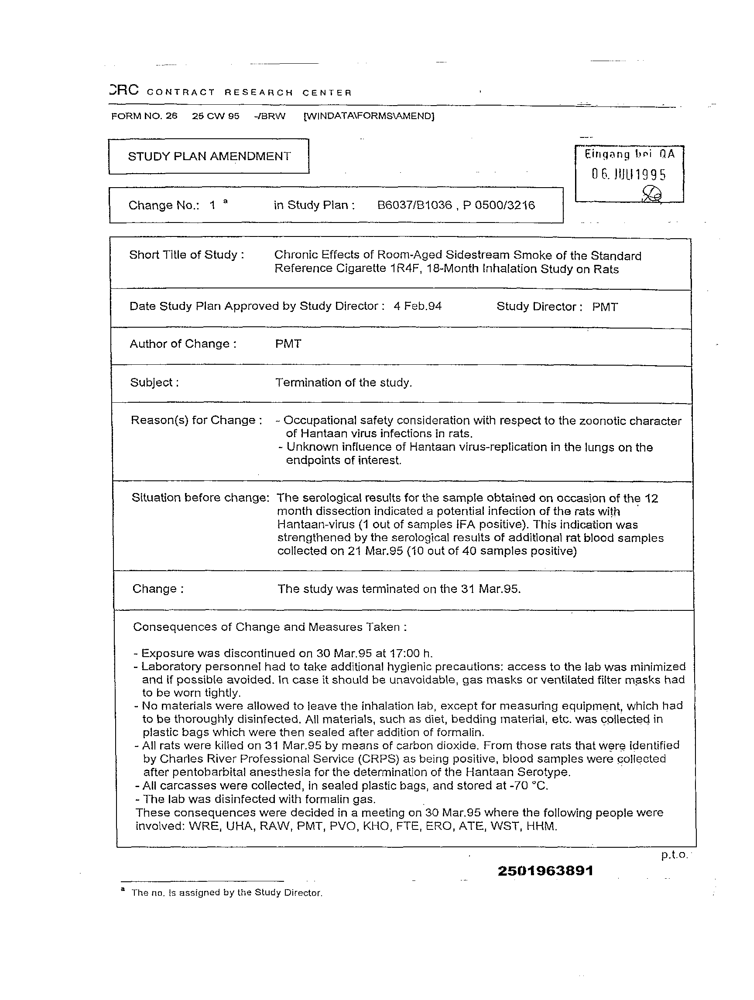 CRC CONTRACT RESEARCH CENTER
FORM NO. 26 25 CW 95 -/BRW [WINDATA\FORMS\AMEND]
STUDY PLAN AMENDMENT
Eingang bei QA
06. JULI 1995
Change No.: 1 a in Study Plan : B6037/B1036 , P 0500/3216
Short Title of Study : Chronic Effects of Room-Aged Sidestream Smoke of the Standard
Reference Cigarette 1R4F, 18-Month Inhalation Study on Rats
Date Study Plan Approved by Study Director : 4 Feb.94 Study Director : PMT
Author of Change : PMT
Subject : Termination of the study.
Reason(s) for Change : - Occupational safety consideration with respect to the zoonotic character
of Hantaan virus infections in rats.
- Unknown influence of Hantaan virus-replication in the lungs on the
endpoints of interest.
Situation before change: The serological results for the sample obtained on occasion of the 12
month dissection indicated a potential infection of the rats with
Hantaan-virus (1 out of samples IFA positive). This indication was
strengthened by the serological results of additional rat blood samples
collected on 21 Mar.95 (10 out of 40 samples positive)
Change : The study was terminated on the 31 Mar.95.
Consequences of Change and Measures Taken :
- Exposure was discontinued on 30 Mar.95 at 17:00 h.
- Laboratory personnel had to take additional hygienic precautions: access to the lab was minimized
and if possible avoided. In case it should be unavoidable, gas masks or ventilated filter masks had
to be worn tightly.
- No materials were allowed to leave the inhalation lab, except for measuring equipment, which had
to be thoroughly disinfected. All materials, such as diet, bedding material, etc. was collected in
plastic bags which were then sealed after addition of formalin.
- All rats were killed on 31 Mar.95 by means of carbon dioxide. From those rats that were identified
by Charles River Professional Service (CRPS) as being positive, blood samples were collected
after pentobarbital anesthesia for the determination of the Hantaan Serotype.
- All carcasses were collected, in sealed plastic bags, and stored at -70 °C.
- The lab was disinfected with formalin gas.
These consequences were decided in a meeting on 30 Mar.95 where the following people were
involved: WRE, UHA, RAW, PMT, PVO, KHO, FTE, ERO, ATE, WST, HHM.
p.t.o.
2501963891
a The no. is assigned by the Study Director.